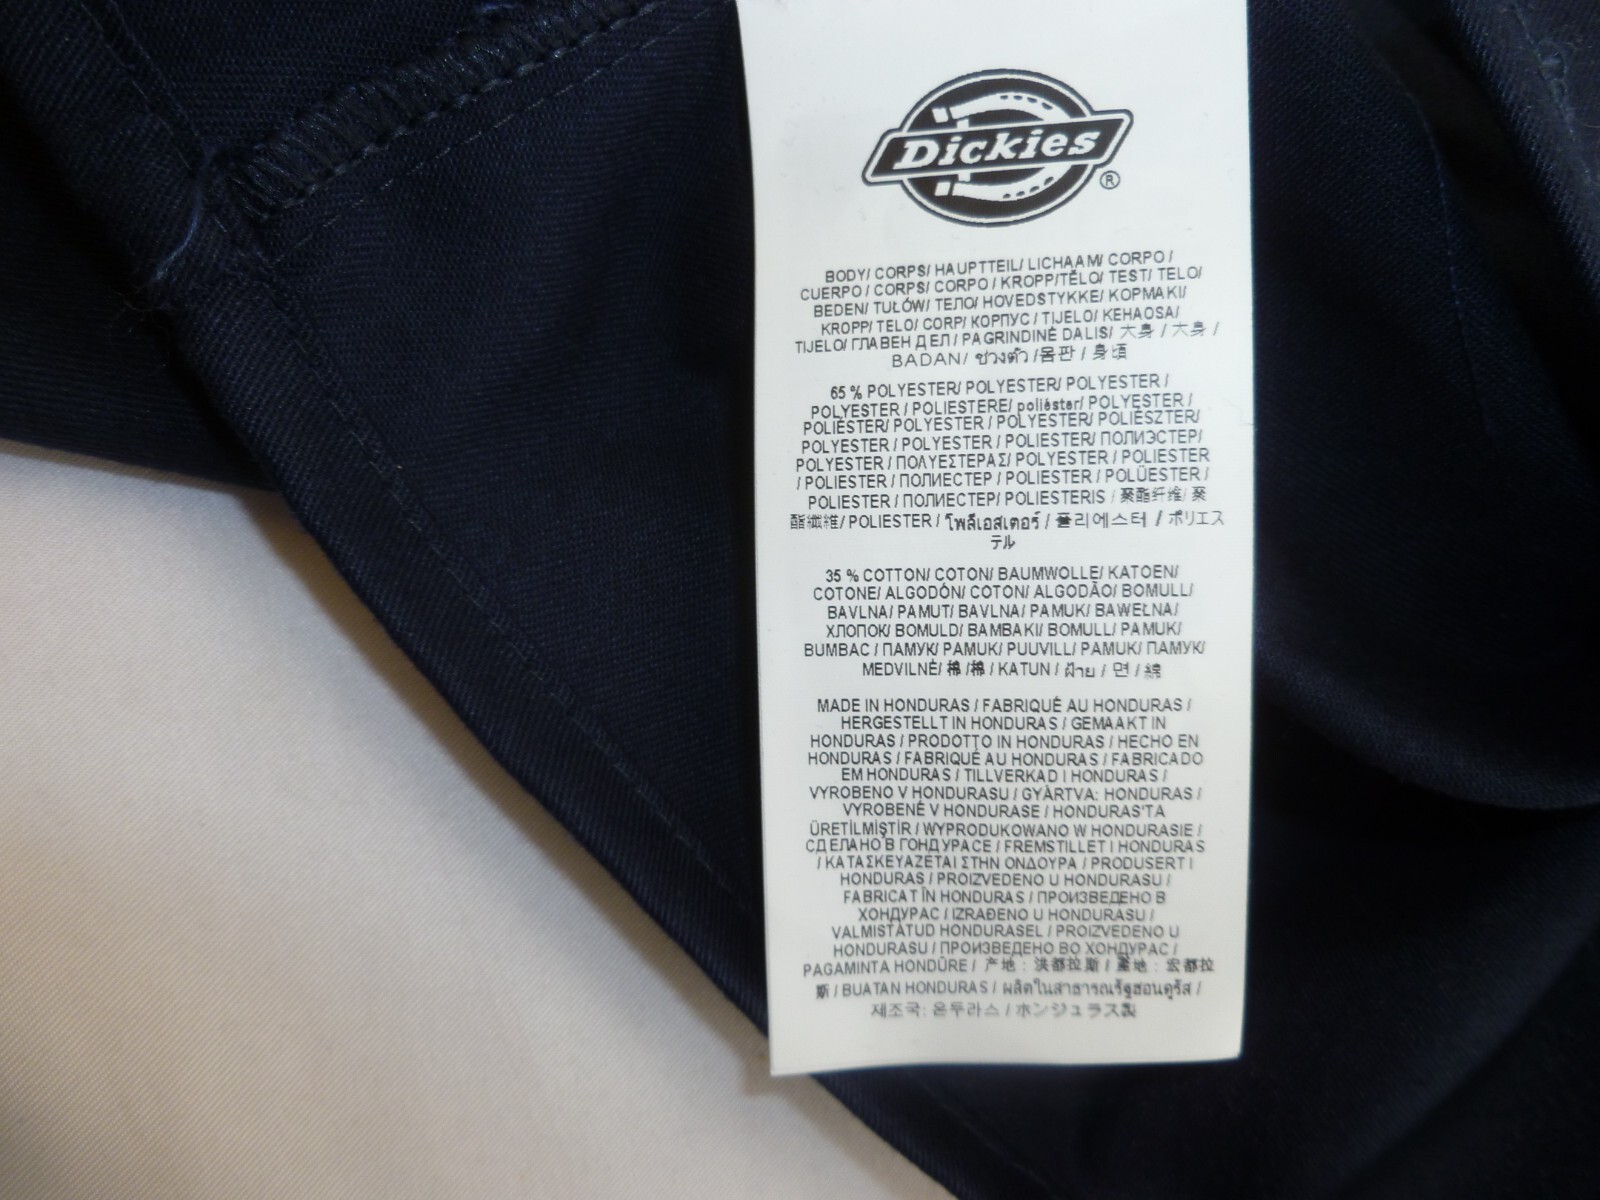 Dickies
®
BODY/ CORPS/ HAUPTTEIL/ LICHAAM/ CORPO /
CUERPO / CORPS/ CORPO / KROPP/TĚLO/ TEST/ TELO/
BEDEN/ TUŁÓW/ ТЕЛО/ HOVEDSTYKKE/ ΚΟΡΜΑΚΙ/
KROPP/ TELO/ CORP/ КОРПУС / TIJELO/ KEHAOSA/
TIJELO/ ГЛАВЕН ДЕЛ / PAGRINDINĖ DALIS/ 大身 / 大身 /
BADAN/ ช่วงตัว /몸판 / 身頃
65 % POLYESTER/ POLYESTER/ POLYESTER /
POLYESTER / POLIESTERE/ poliéster/ POLYESTER /
POLIÉSTER/ POLYESTER / POLYESTER/ POLIÉSZTER/
POLYESTER / POLYESTER / POLIESTER/ ПОЛИЭСТЕР/
POLYESTER / ΠΟΛΥΕΣΤΕΡΑΣ/ POLYESTER / POLIESTER
/ POLIESTER / ПОЛИЕСТЕР / POLIESTER / POLÜESTER /
POLIESTER / ПОЛИЕСТЕР/ POLIESTERIS / 聚酯纤维/ 聚
酯纖維/ POLIESTER / โพลีเอสเตอร์ / 폴리에스터 / ポリエス
テル
35 % COTTON/ COTON/ BAUMWOLLE/ KATOEN/
COTONE/ ALGODÓN/ COTON/ ALGODÃO/ BOMULL/
BAVLNA/ PAMUT/ BAVLNA/ PAMUK/ BAWEŁNA/
ХЛОПОК/ BOMULD/ ΒΑΜΒΑΚΙ/ BOMULL/ PAMUK/
BUMBAC / ПАМУК/ PAMUK/ PUUVILL/ PAMUK/ ПАМУК/
MEDVILNĖ/ 棉 /棉 / KATUN / ฝ้าย / 면 / 綿
MADE IN HONDURAS / FABRIQUÉ AU HONDURAS /
HERGESTELLT IN HONDURAS / GEMAAKT IN
HONDURAS / PRODOTTO IN HONDURAS / HECHO EN
HONDURAS / FABRIQUÉ AU HONDURAS / FABRICADO
EM HONDURAS / TILLVERKAD I HONDURAS /
VYROBENO V HONDURASU / GYÁRTVA: HONDURAS /
VYROBENÉ V HONDURASE / HONDURAS'TA
ÜRETİLMİŞTİR / WYPRODUKOWANO W HONDURASIE /
СДЕЛАНО В ГОНДУРАСЕ / FREMSTILLET I HONDURAS
/ ΚΑΤΑΣΚΕΥΑΖΕΤΑΙ ΣΤΗΝ ΟΝΔΟΥΡΑ / PRODUSERT I
HONDURAS / PROIZVEDENO U HONDURASU /
FABRICAT ÎN HONDURAS / ПРОИЗВЕДЕНО В
ХОНДУРАС / IZRAĐENO U HONDURASU /
VALMISTATUD HONDURASEL / PROIZVEDENO U
HONDURASU / ПРОИЗВЕДЕНО ВО ХОНДУРАС /
PAGAMINTA HONDŪRE / 产地：洪都拉斯 / 產地：宏都拉
斯 / BUATAN HONDURAS / ผลิตในสาธารณรัฐฮอนดูรัส /
제조국: 온두라스 / ホンジュラス製